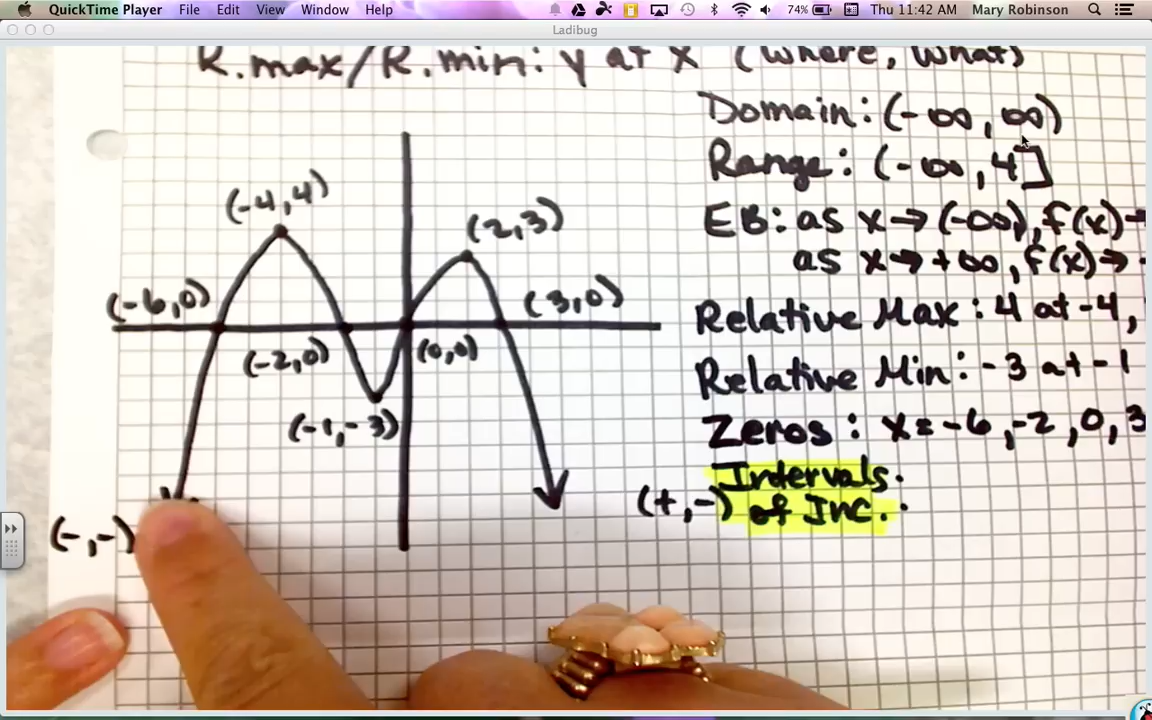 QuickTime Player File Edit View Window Help 74% Thu 11:42 AM Mary Robinson
Ladibug
R.max/R.min: y at x (where, what)
Domain: (-∞, ∞)
Range: (-∞, 4]
EB: as x → (-∞), f(x) →
as x → +∞, f(x) → -
Relative Max: 4 at -4,
Relative Min: -3 at -1
Zeros: x = -6, -2, 0, 3
Intervals
of Inc.:
(-4,4)
(2,3)
(-6,0)
(3,0)
(-2,0)
(0,0)
(-1,-3)
(+,-)
(-,-)